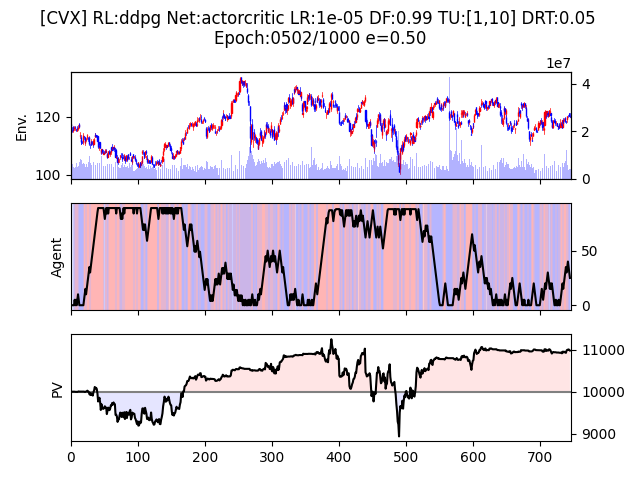 [CVX] RL:ddpg Net:actorcritic LR:1e-05 DF:0.99 TU:[1,10] DRT:0.05
Epoch:0502/1000 e=0.50
1e7
Env.
120
100
4
2
0
Agent
50
0
PV
11000
10000
9000
0 100 200 300 400 500 600 700